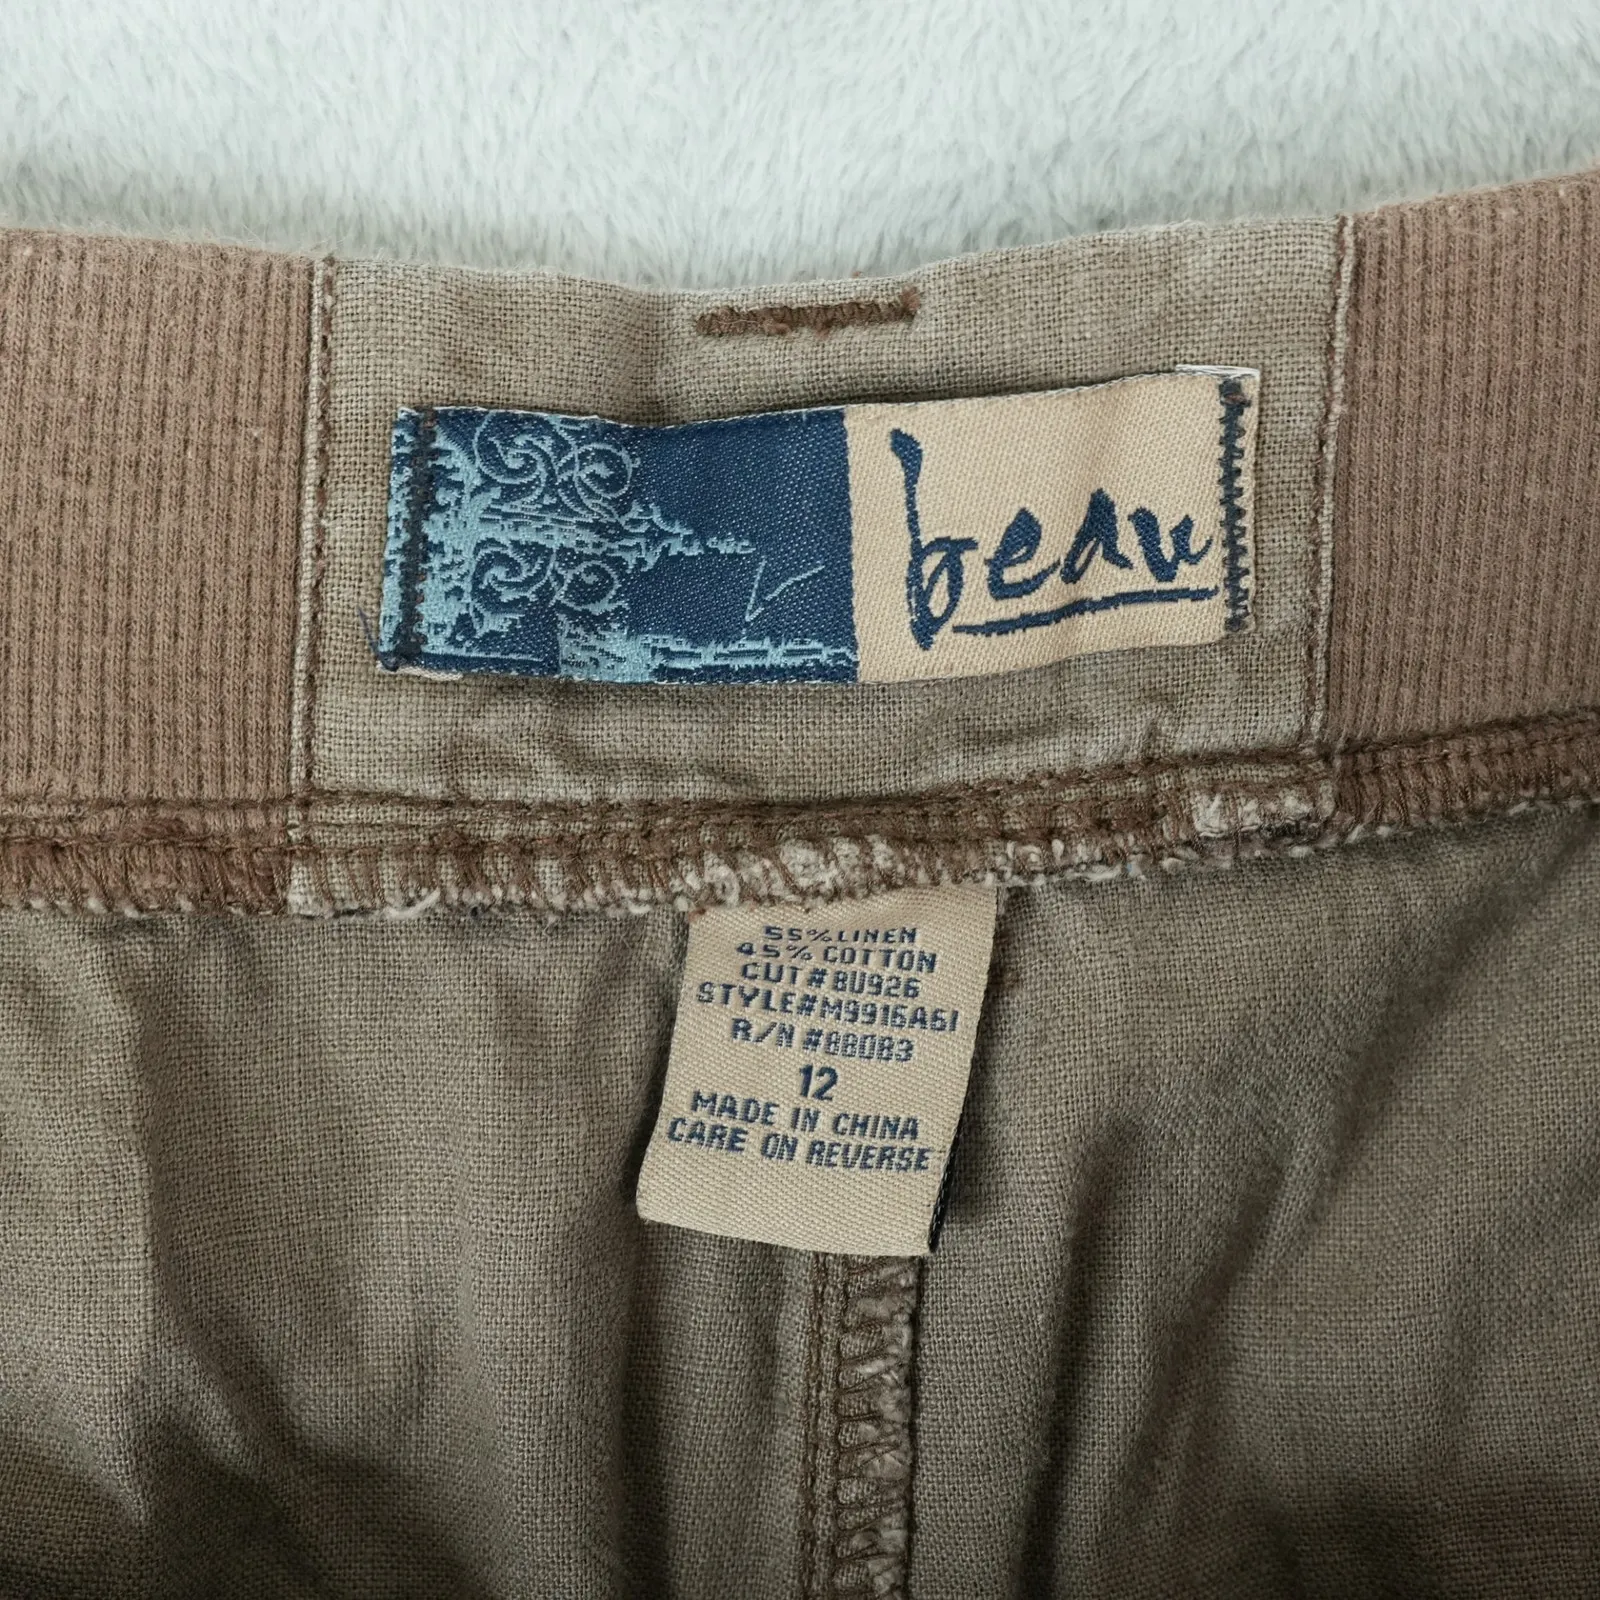 beau
55% LINEN
45% COTTON
CUT#8U926
STYLE#M9916A61
R/N #88083
12
MADE IN CHINA
CARE ON REVERSE